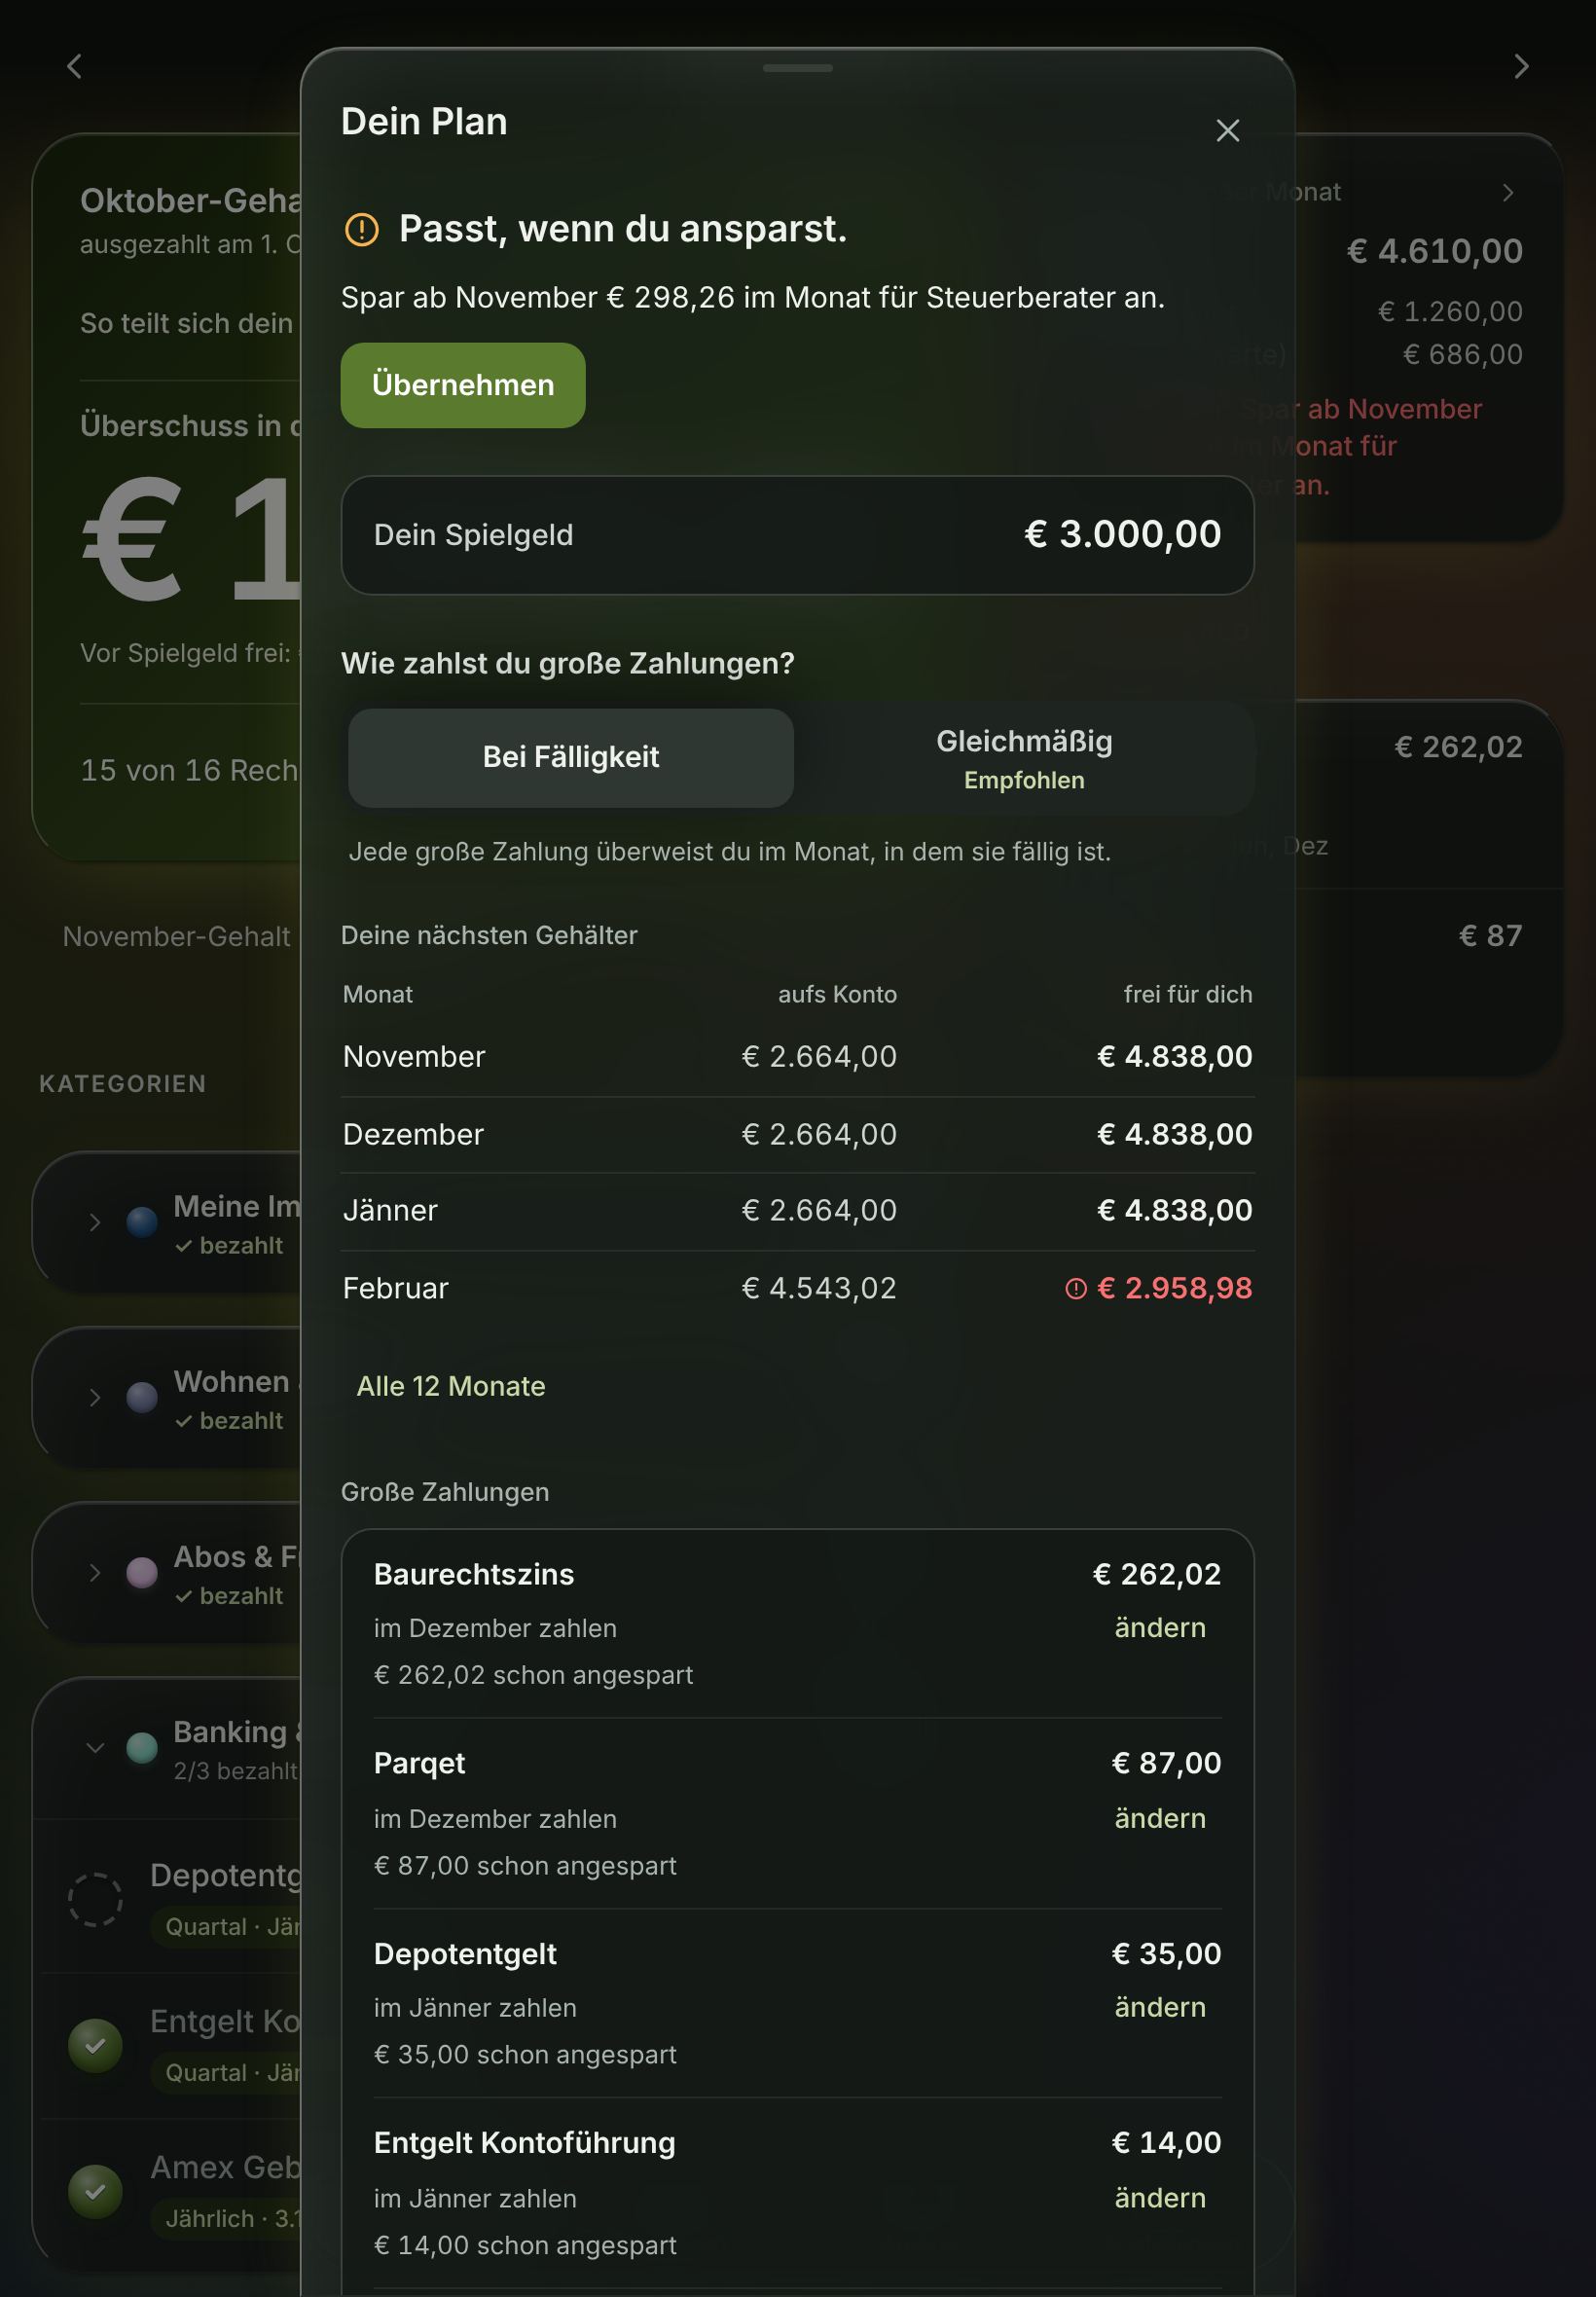 Dein Plan
Passt, wenn du ansparst.
Spar ab November € 298,26 im Monat für Steuerberater an.
Übernehmen
Dein Spielgeld € 3.000,00
Wie zahlst du große Zahlungen?
Bei Fälligkeit
Gleichmäßig
Empfohlen
Jede große Zahlung überweist du im Monat, in dem sie fällig ist.
Deine nächsten Gehälter
Monat aufs Konto frei für dich
November € 2.664,00 € 4.838,00
Dezember € 2.664,00 € 4.838,00
Jänner € 2.664,00 € 4.838,00
Februar € 4.543,02 € 2.958,98
Alle 12 Monate
Große Zahlungen
Baurechtszins € 262,02
im Dezember zahlen ändern
€ 262,02 schon angespart
Parqet € 87,00
im Dezember zahlen ändern
€ 87,00 schon angespart
Depotentgelt € 35,00
im Jänner zahlen ändern
€ 35,00 schon angespart
Entgelt Kontoführung € 14,00
im Jänner zahlen ändern
€ 14,00 schon angespart
Oktober-Geha
ausgezahlt am 1. O
So teilt sich dein
Überschuss in d
€ 1
Vor Spielgeld frei:
15 von 16 Rech
November-Gehalt
KATEGORIEN
Meine Im
bezahlt
Wohnen
bezahlt
Abos & F
bezahlt
Banking &
2/3 bezahlt
Depotentg
Quartal · Jän
Entgelt Ko
Quartal · Jän
Amex Geb
Jährlich · 3.1
Monat
€ 4.610,00
€ 1.260,00
€ 686,00
Spar ab November
Monat für
an.
€ 262,02
Dez
€ 87